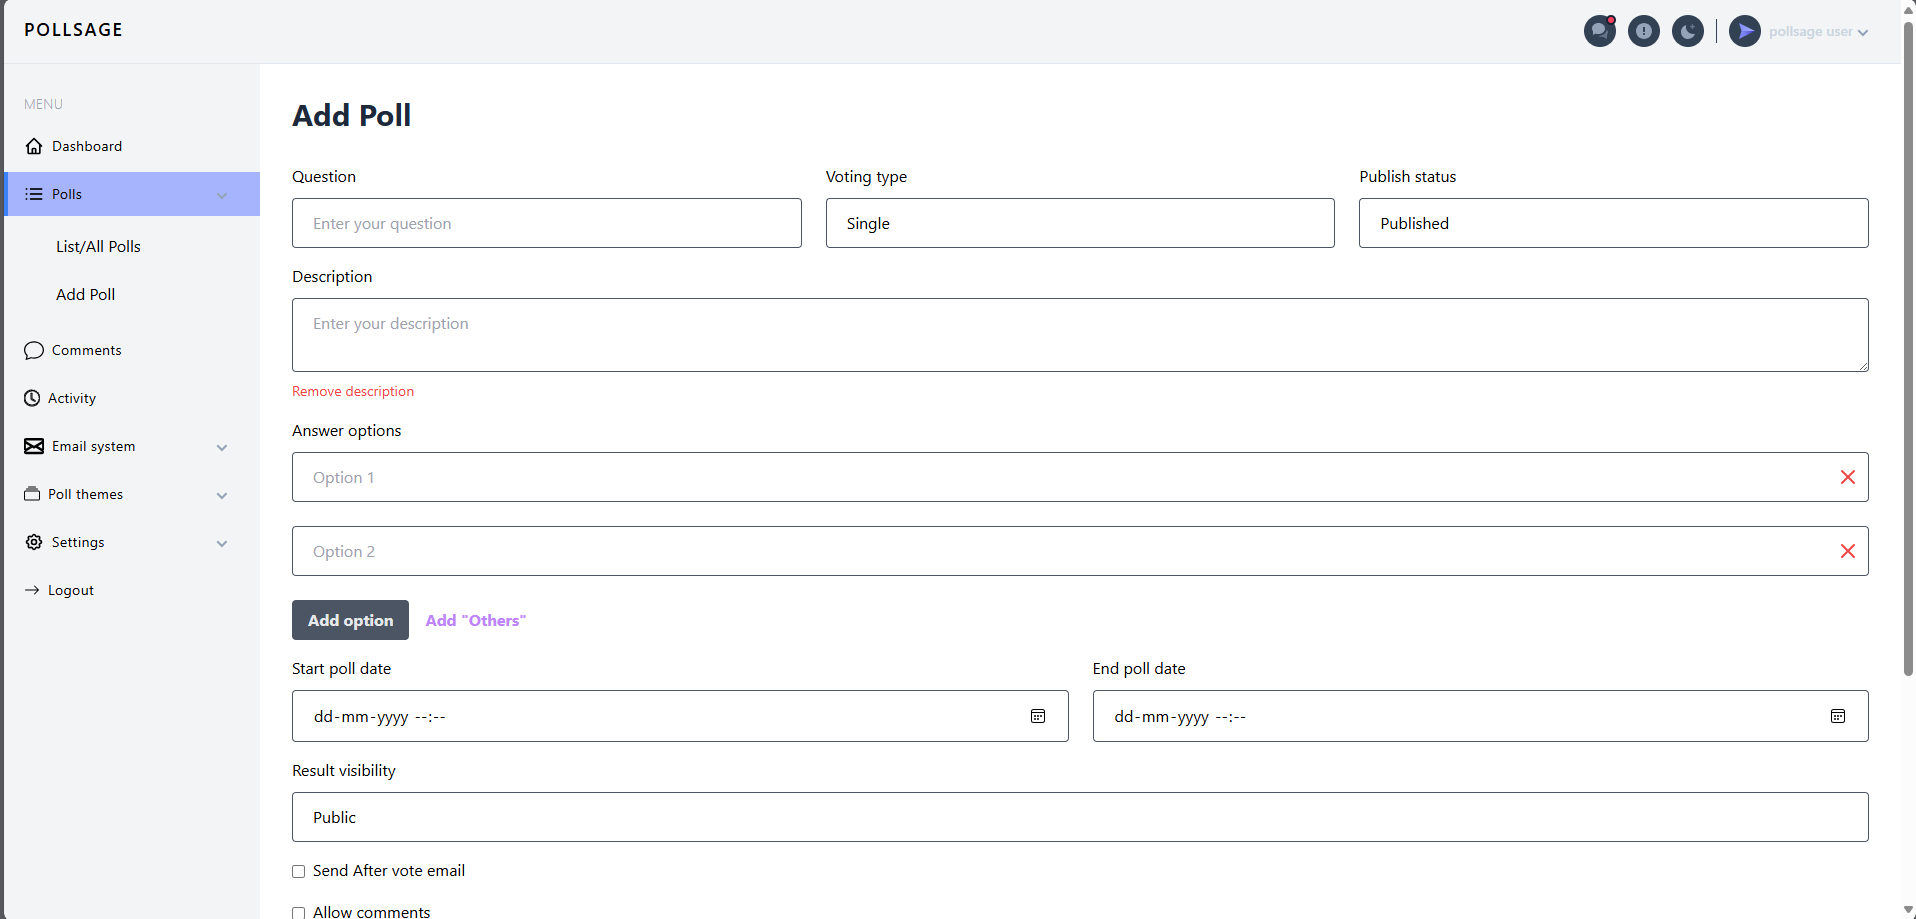 POLLSAGE
pollsage user
MENU
Dashboard
Polls
List/All Polls
Add Poll
Comments
Activity
Email system
Poll themes
Settings
Logout
Add Poll
Question
Voting type
Publish status
Enter your question
Single
Published
Description
Enter your description
Remove description
Answer options
Option 1
Option 2
Add option
Add "Others"
Start poll date
End poll date
dd-mm-yyyy --:--
dd-mm-yyyy --:--
Result visibility
Public
Send After vote email
Allow comments